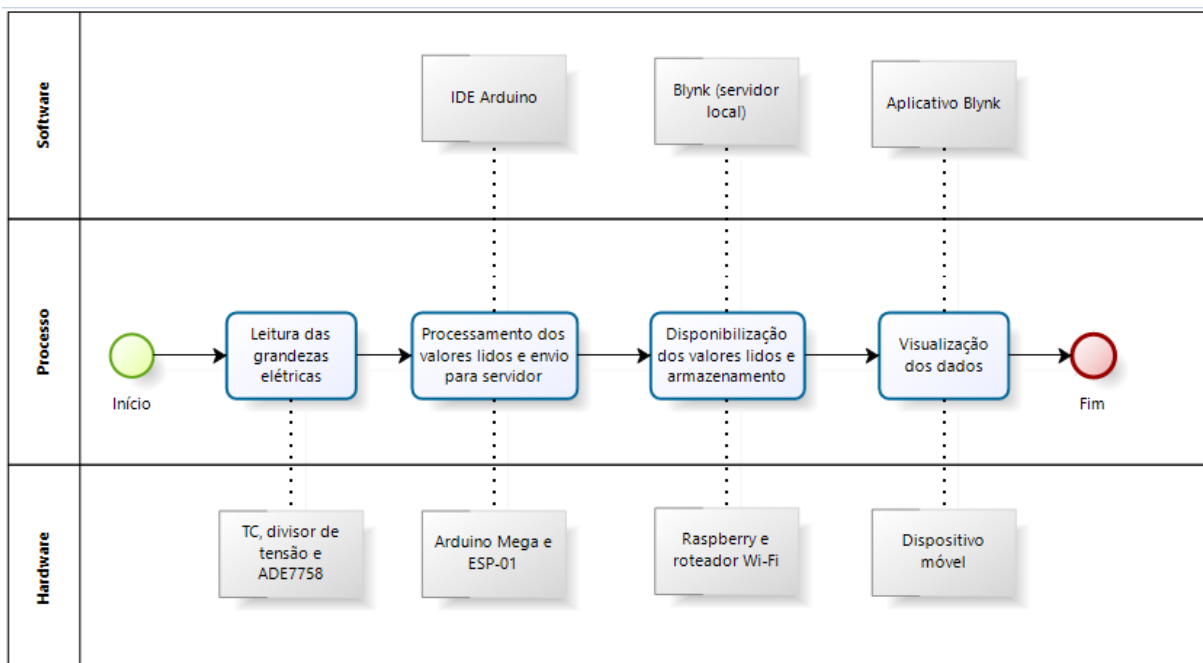 Software
IDE Arduino
Blynk (servidor
local)
Aplicativo Blynk
Processo
Início
Leitura das
grandezas
elétricas
Processamento dos
valores lidos e envio
para servidor
Disponibilização
dos valores lidos e
armazenamento
Visualização
dos dados
Fim
Hardware
TC, divisor de
tensão e
ADE7758
Arduino Mega e
ESP-01
Raspberry e
roteador Wi-Fi
Dispositivo
móvel